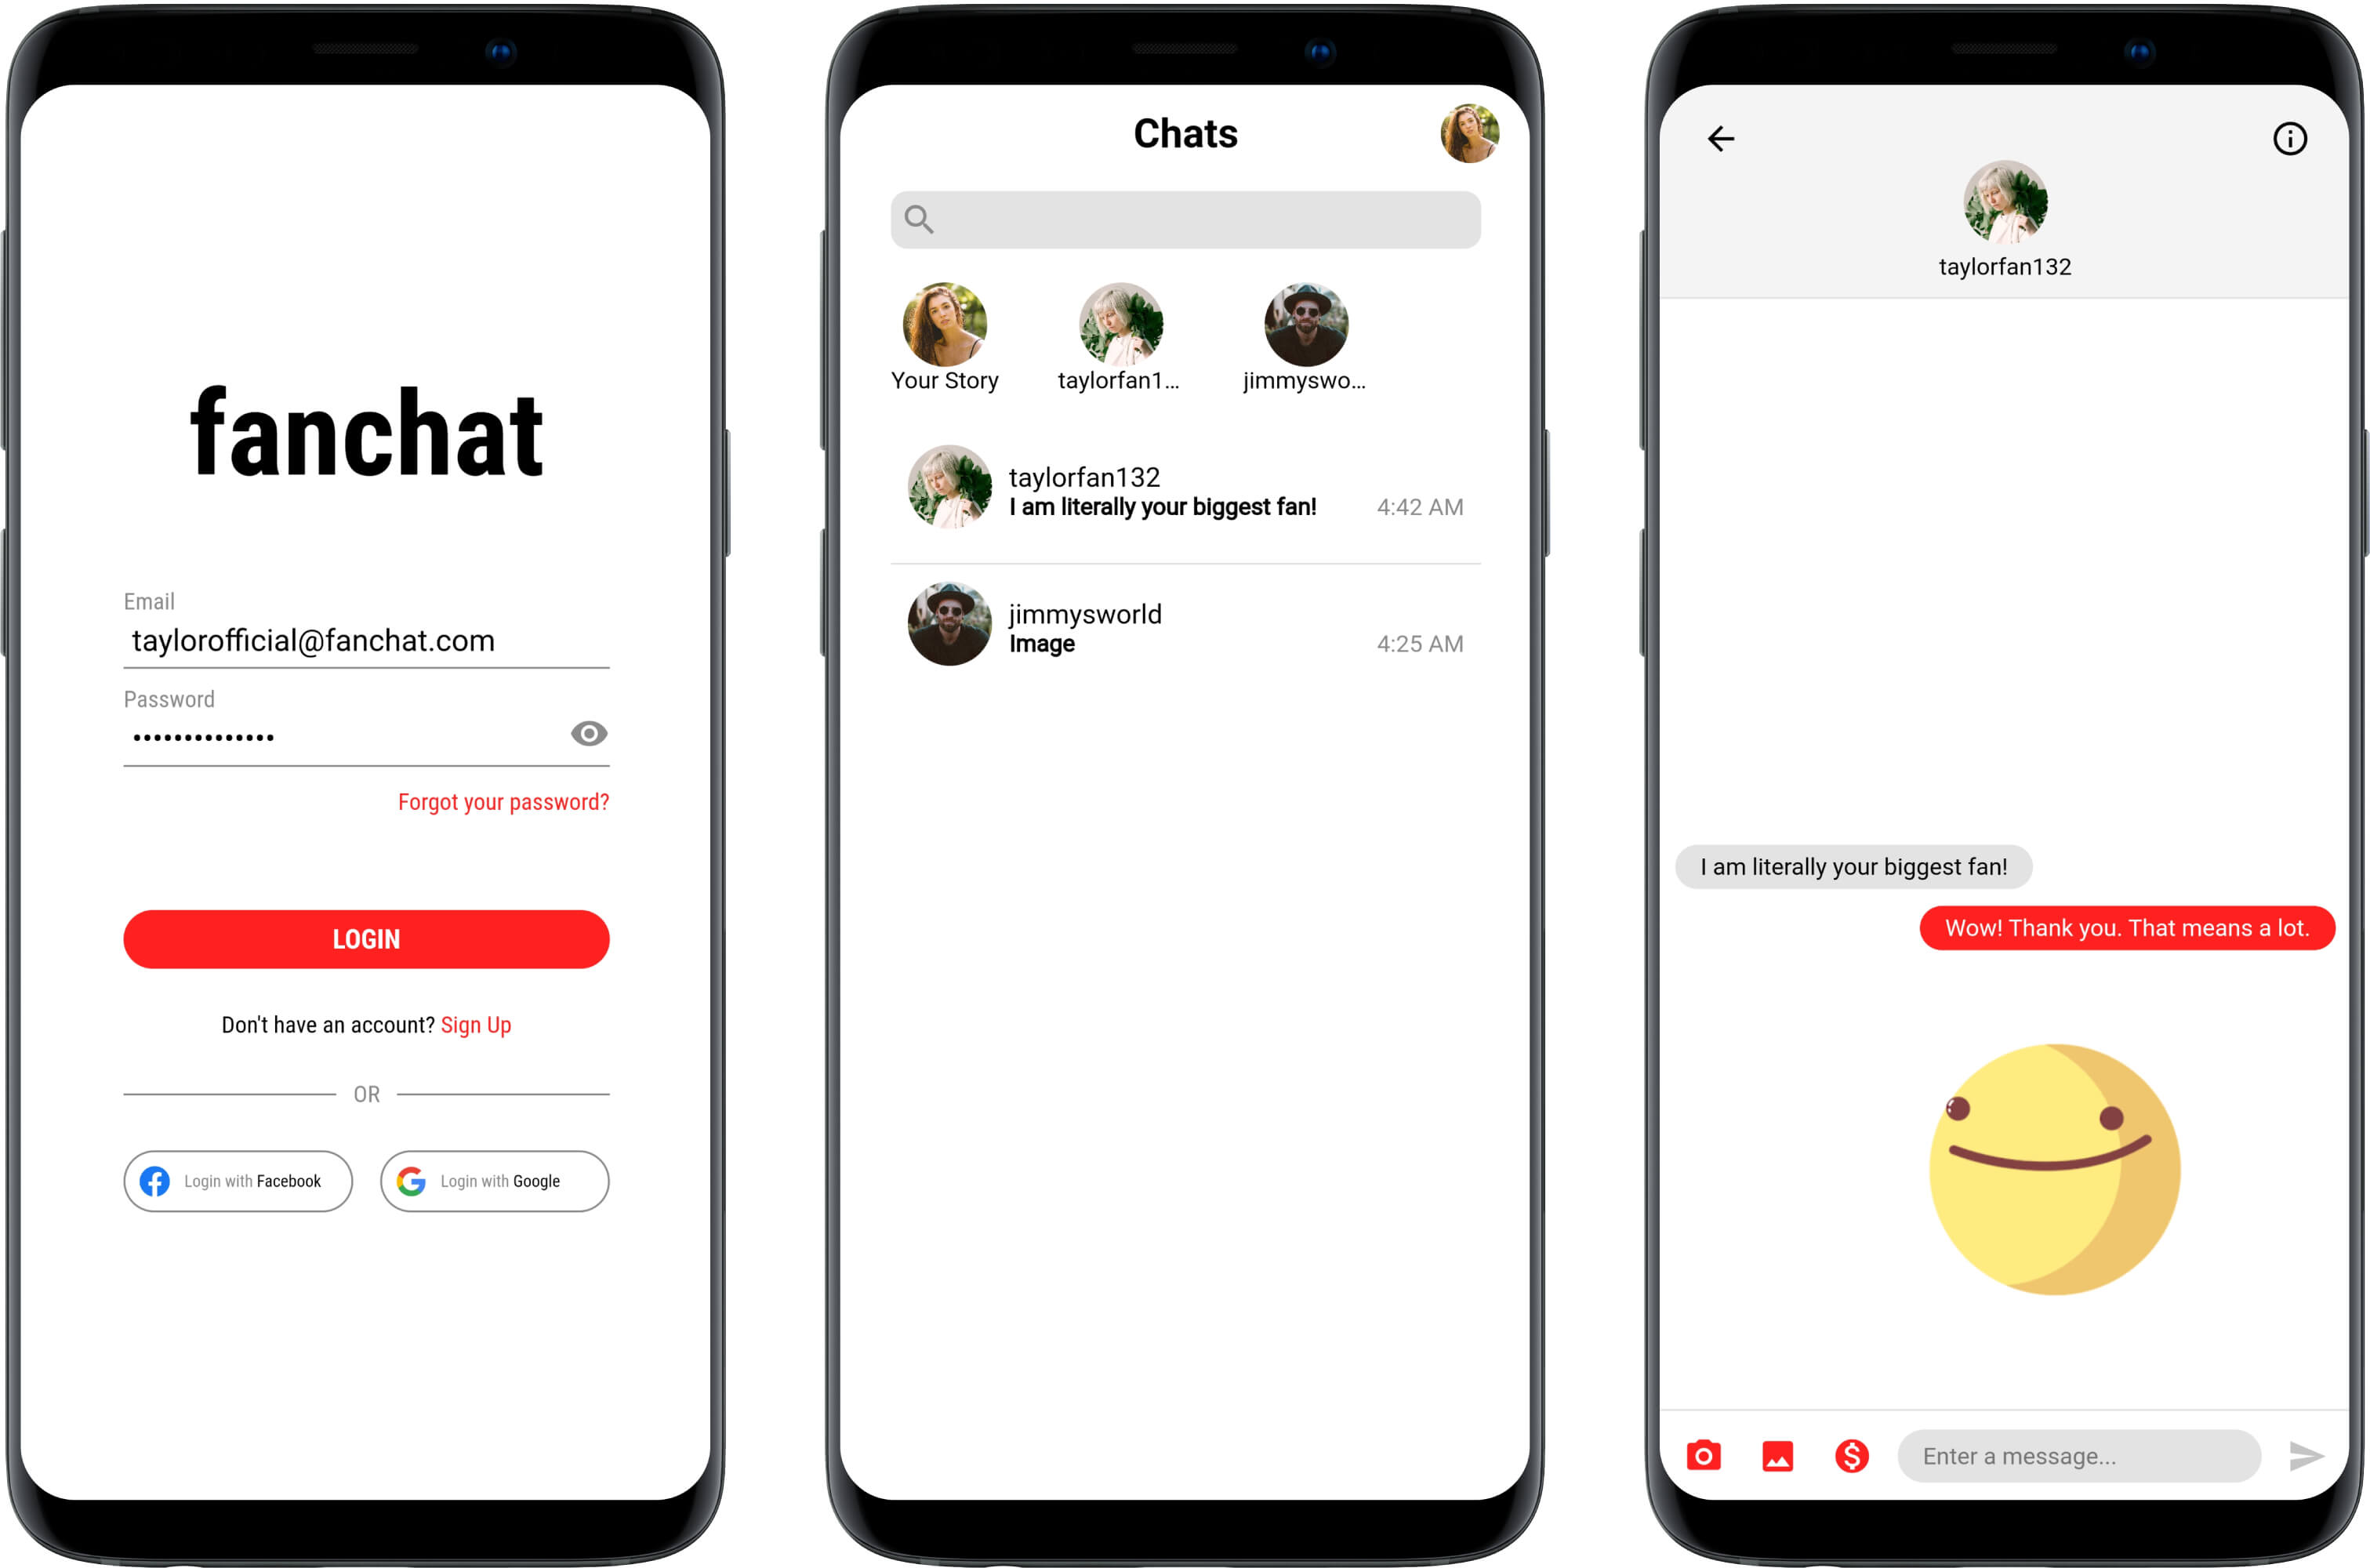 fanchat
Email
taylorofficial@fanchat.com
Password
••••••••••••••
Forgot your password?
LOGIN
Don't have an account? Sign Up
OR
Login with Facebook
Login with Google
Chats
Your Story
taylorfan1...
jimmyswo...
taylorfan132
I am literally your biggest fan!
4:42 AM
jimmysworld
Image
4:25 AM
taylorfan132
I am literally your biggest fan!
Wow! Thank you. That means a lot.
Enter a message...